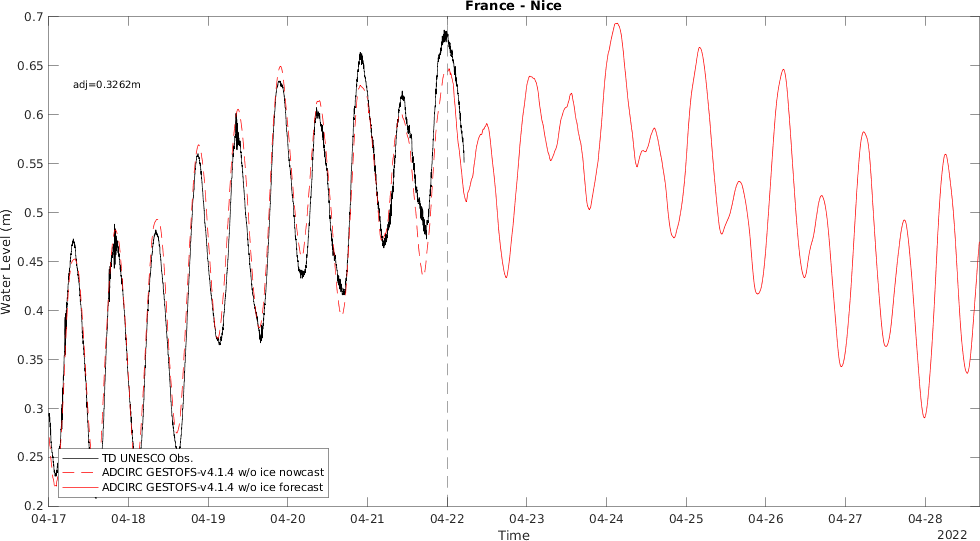 France - Nice
adj=0.3262m
Water Level (m)
0.7
0.65
0.6
0.55
0.5
0.45
0.4
0.35
0.3
0.25
0.2
TD UNESCO Obs.
ADCIRC GESTOFS-v4.1.4 w/o ice nowcast
ADCIRC GESTOFS-v4.1.4 w/o ice forecast
04-17 04-18 04-19 04-20 04-21 04-22 04-23 04-24 04-25 04-26 04-27 04-28
Time
2022